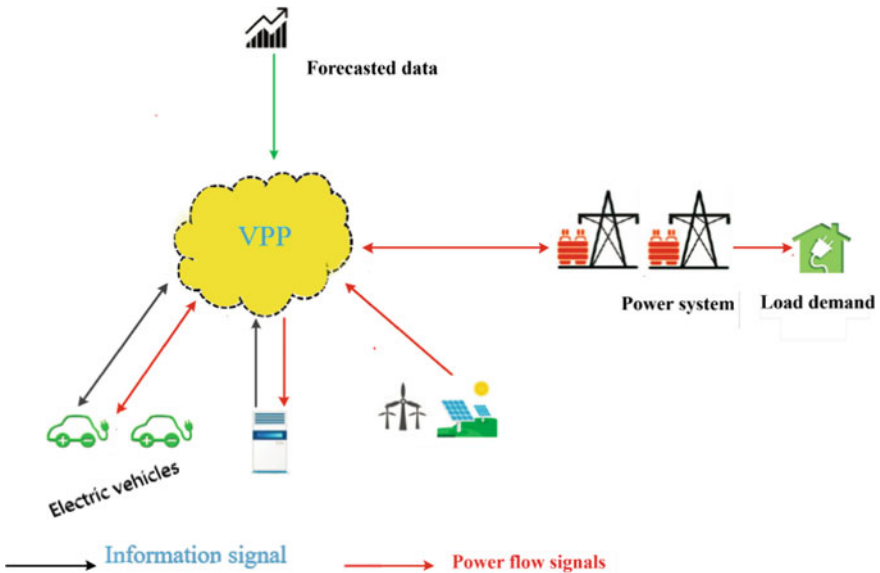 Forecasted data
VPP
Power system
Load demand
Electric vehicles
Information signal
Power flow signals